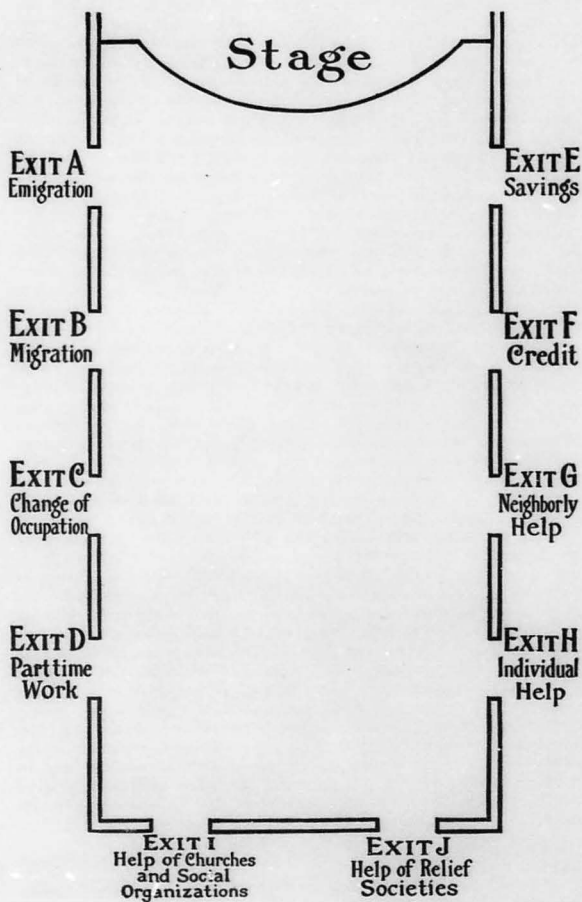 Stage
EXIT A
Emigration
EXIT B
Migration
EXIT C
Change of
Occupation
EXIT D
Parttime
Work
EXIT E
Savings
EXIT F
Credit
EXIT G
Neighborly
Help
EXIT H
Individual
Help
EXIT I
Help of Churches
and Social
Organizations
EXIT J
Help of Relief
Societies